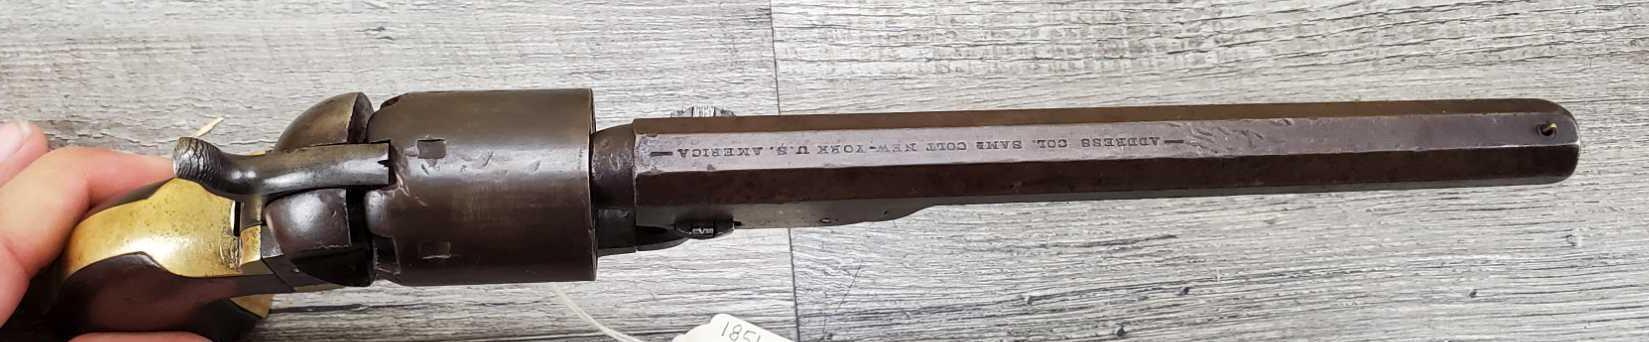 — ADDRESS COL. SAML COLT NEW-YORK U.S. AMERICA —
1851